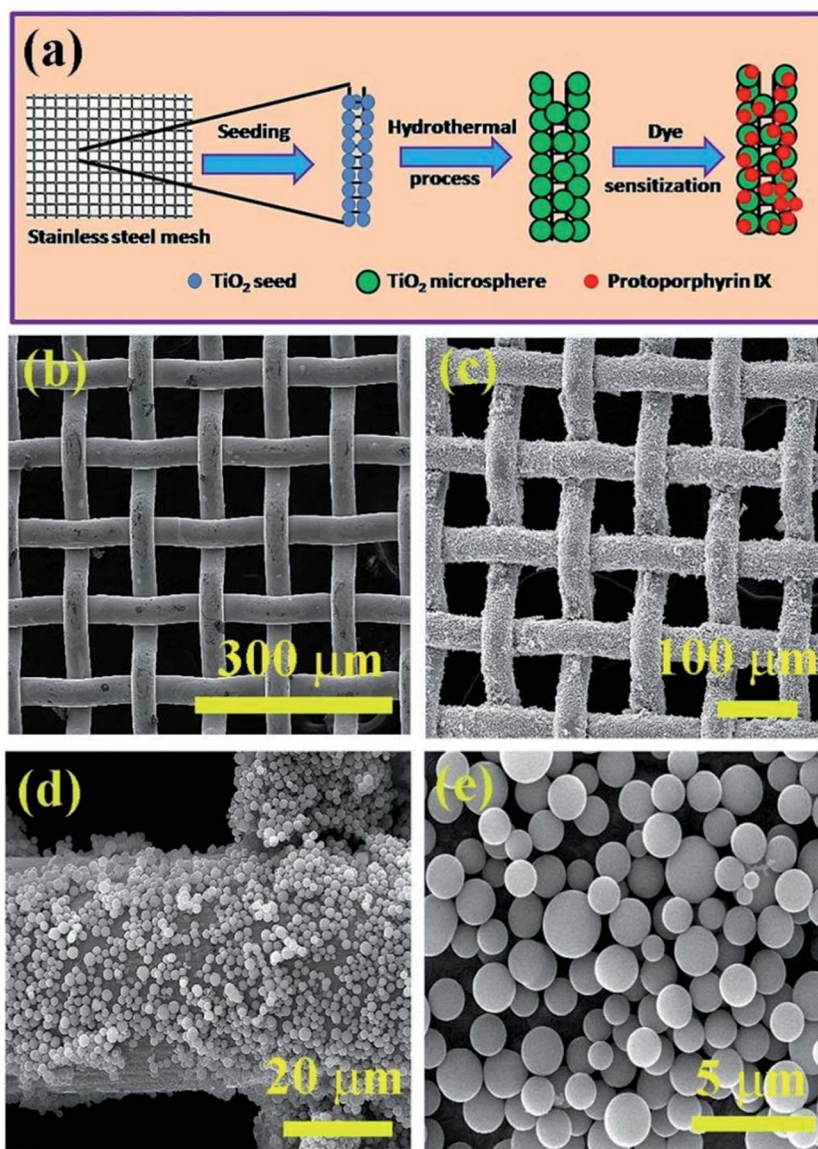 (a)
Seeding
Hydrothermal
process
Dye
sensitization
Stainless steel mesh
TiO₂ seed
TiO₂ microsphere
Protoporphyrin IX
(b)
300 μm
(c)
100 μm
(d)
20 μm
(e)
5 μm